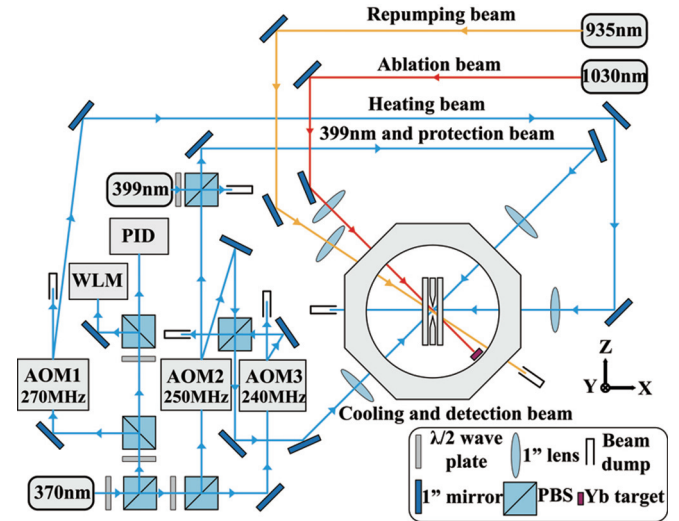 Repumping beam
935nm
Ablation beam
1030nm
Heating beam
399nm and protection beam
399nm
PID
WLM
AOM1
270MHz
AOM2
250MHz
AOM3
240MHz
Z
Y
X
Cooling and detection beam
370nm
λ/2 wave
plate
1” lens
Beam
dump
1” mirror
PBS
Yb target